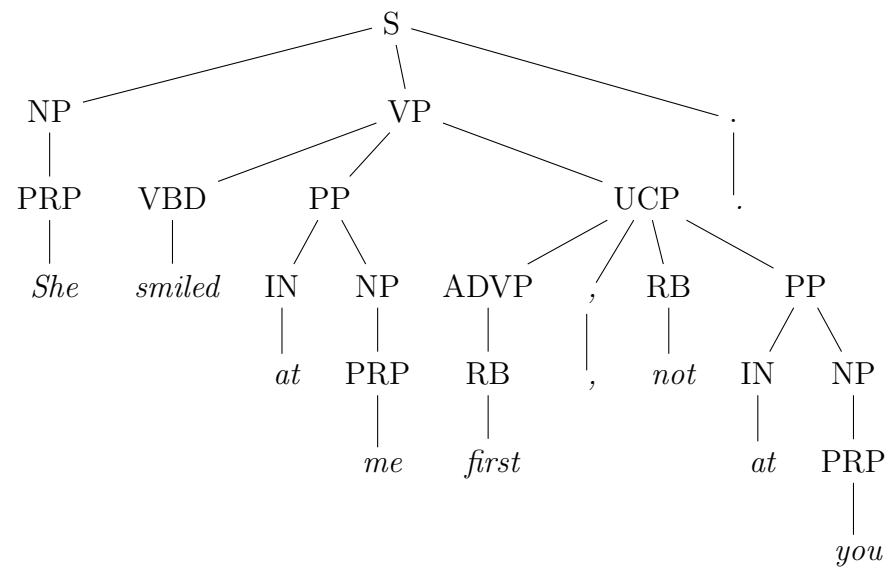 S
NP VP .
PRP VBD PP UCP .
She smiled IN NP ADVP , RB PP
at PRP RB , not IN NP
me first at PRP
you